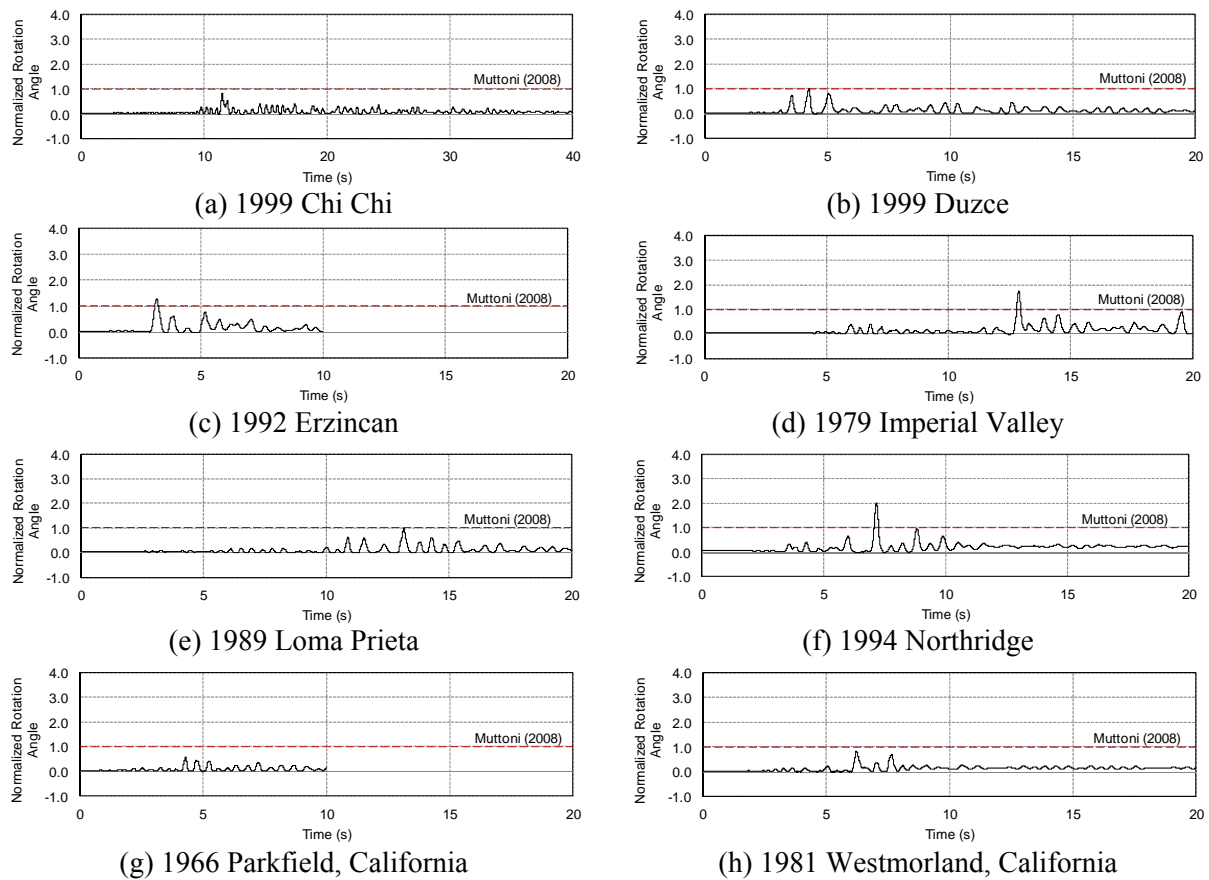 Normalized Rotation
Angle
4.0
3.0
2.0
1.0
0.0
-1.0
Muttoni (2008)
0 10 20 30 40
Time (s)
(a) 1999 Chi Chi
Normalized Rotation
Angle
4.0
3.0
2.0
1.0
0.0
-1.0
Muttoni (2008)
0 5 10 15 20
Time (s)
(b) 1999 Duzce
Normalized Rotation
Angle
4.0
3.0
2.0
1.0
0.0
-1.0
Muttoni (2008)
0 5 10 15 20
Time (s)
(c) 1992 Erzincan
Normalized Rotation
Angle
4.0
3.0
2.0
1.0
0.0
-1.0
Muttoni (2008)
0 5 10 15 20
Time (s)
(d) 1979 Imperial Valley
Normalized Rotation
Angle
4.0
3.0
2.0
1.0
0.0
-1.0
Muttoni (2008)
0 5 10 15 20
Time (s)
(e) 1989 Loma Prieta
Normalized Rotation
Angle
4.0
3.0
2.0
1.0
0.0
-1.0
Muttoni (2008)
0 5 10 15 20
Time (s)
(f) 1994 Northridge
Normalized Rotation
Angle
4.0
3.0
2.0
1.0
0.0
-1.0
Muttoni (2008)
0 5 10 15 20
Time (s)
(g) 1966 Parkfield, California
Normalized Rotation
Angle
4.0
3.0
2.0
1.0
0.0
-1.0
Muttoni (2008)
0 5 10 15 20
Time (s)
(h) 1981 Westmorland, California